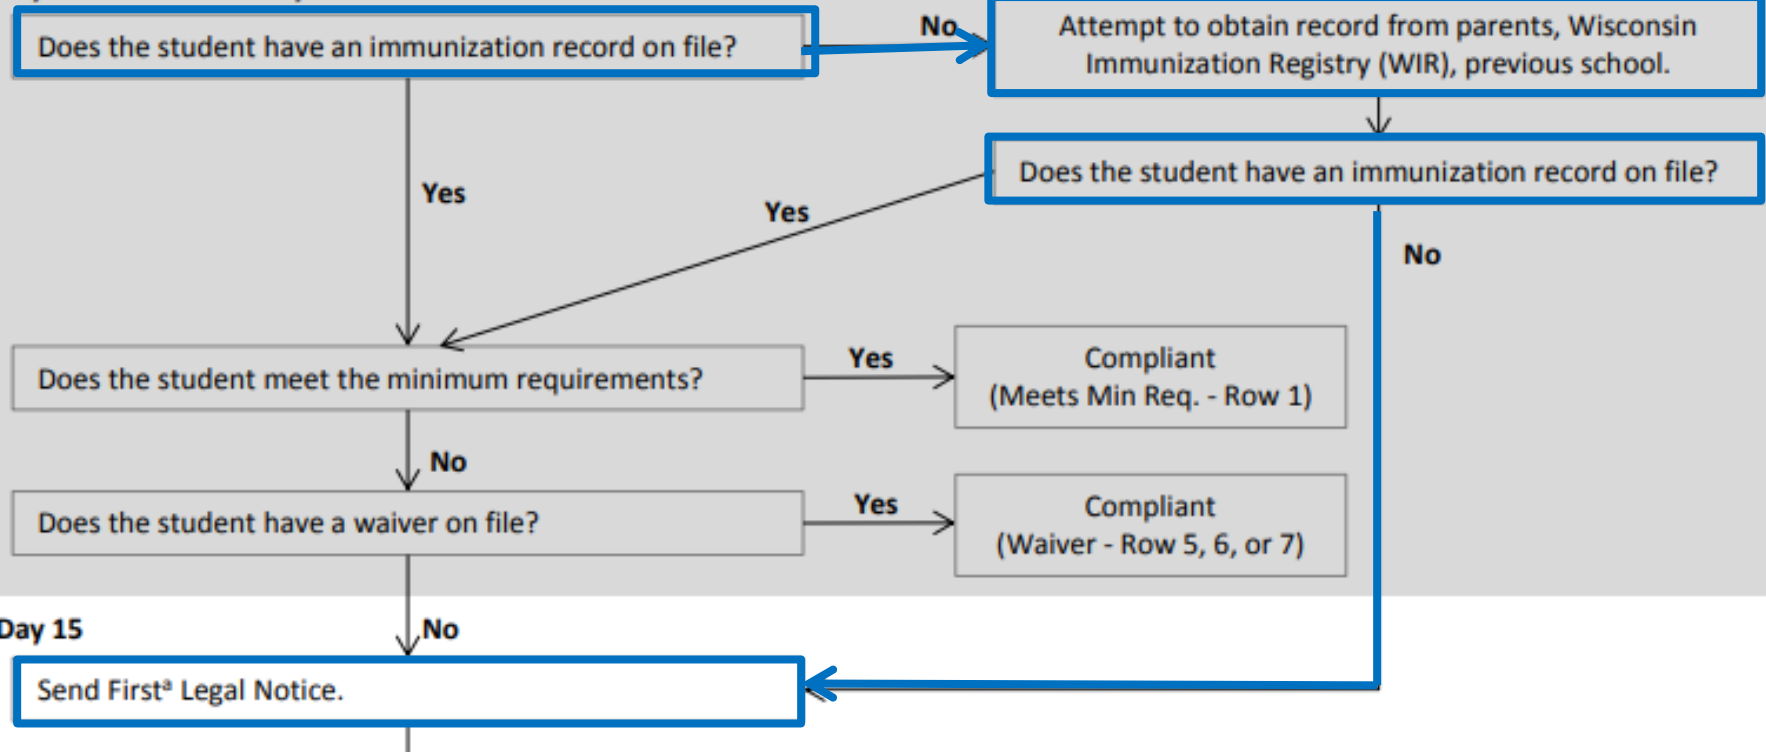 Does the student have an immunization record on file?
No
Attempt to obtain record from parents, Wisconsin
Immunization Registry (WIR), previous school.
Does the student have an immunization record on file?
Yes
Yes
No
Does the student meet the minimum requirements?
Yes
Compliant
(Meets Min Req. - Row 1)
No
Does the student have a waiver on file?
Yes
Compliant
(Waiver - Row 5, 6, or 7)
Day 15
No
Send Firstª Legal Notice.